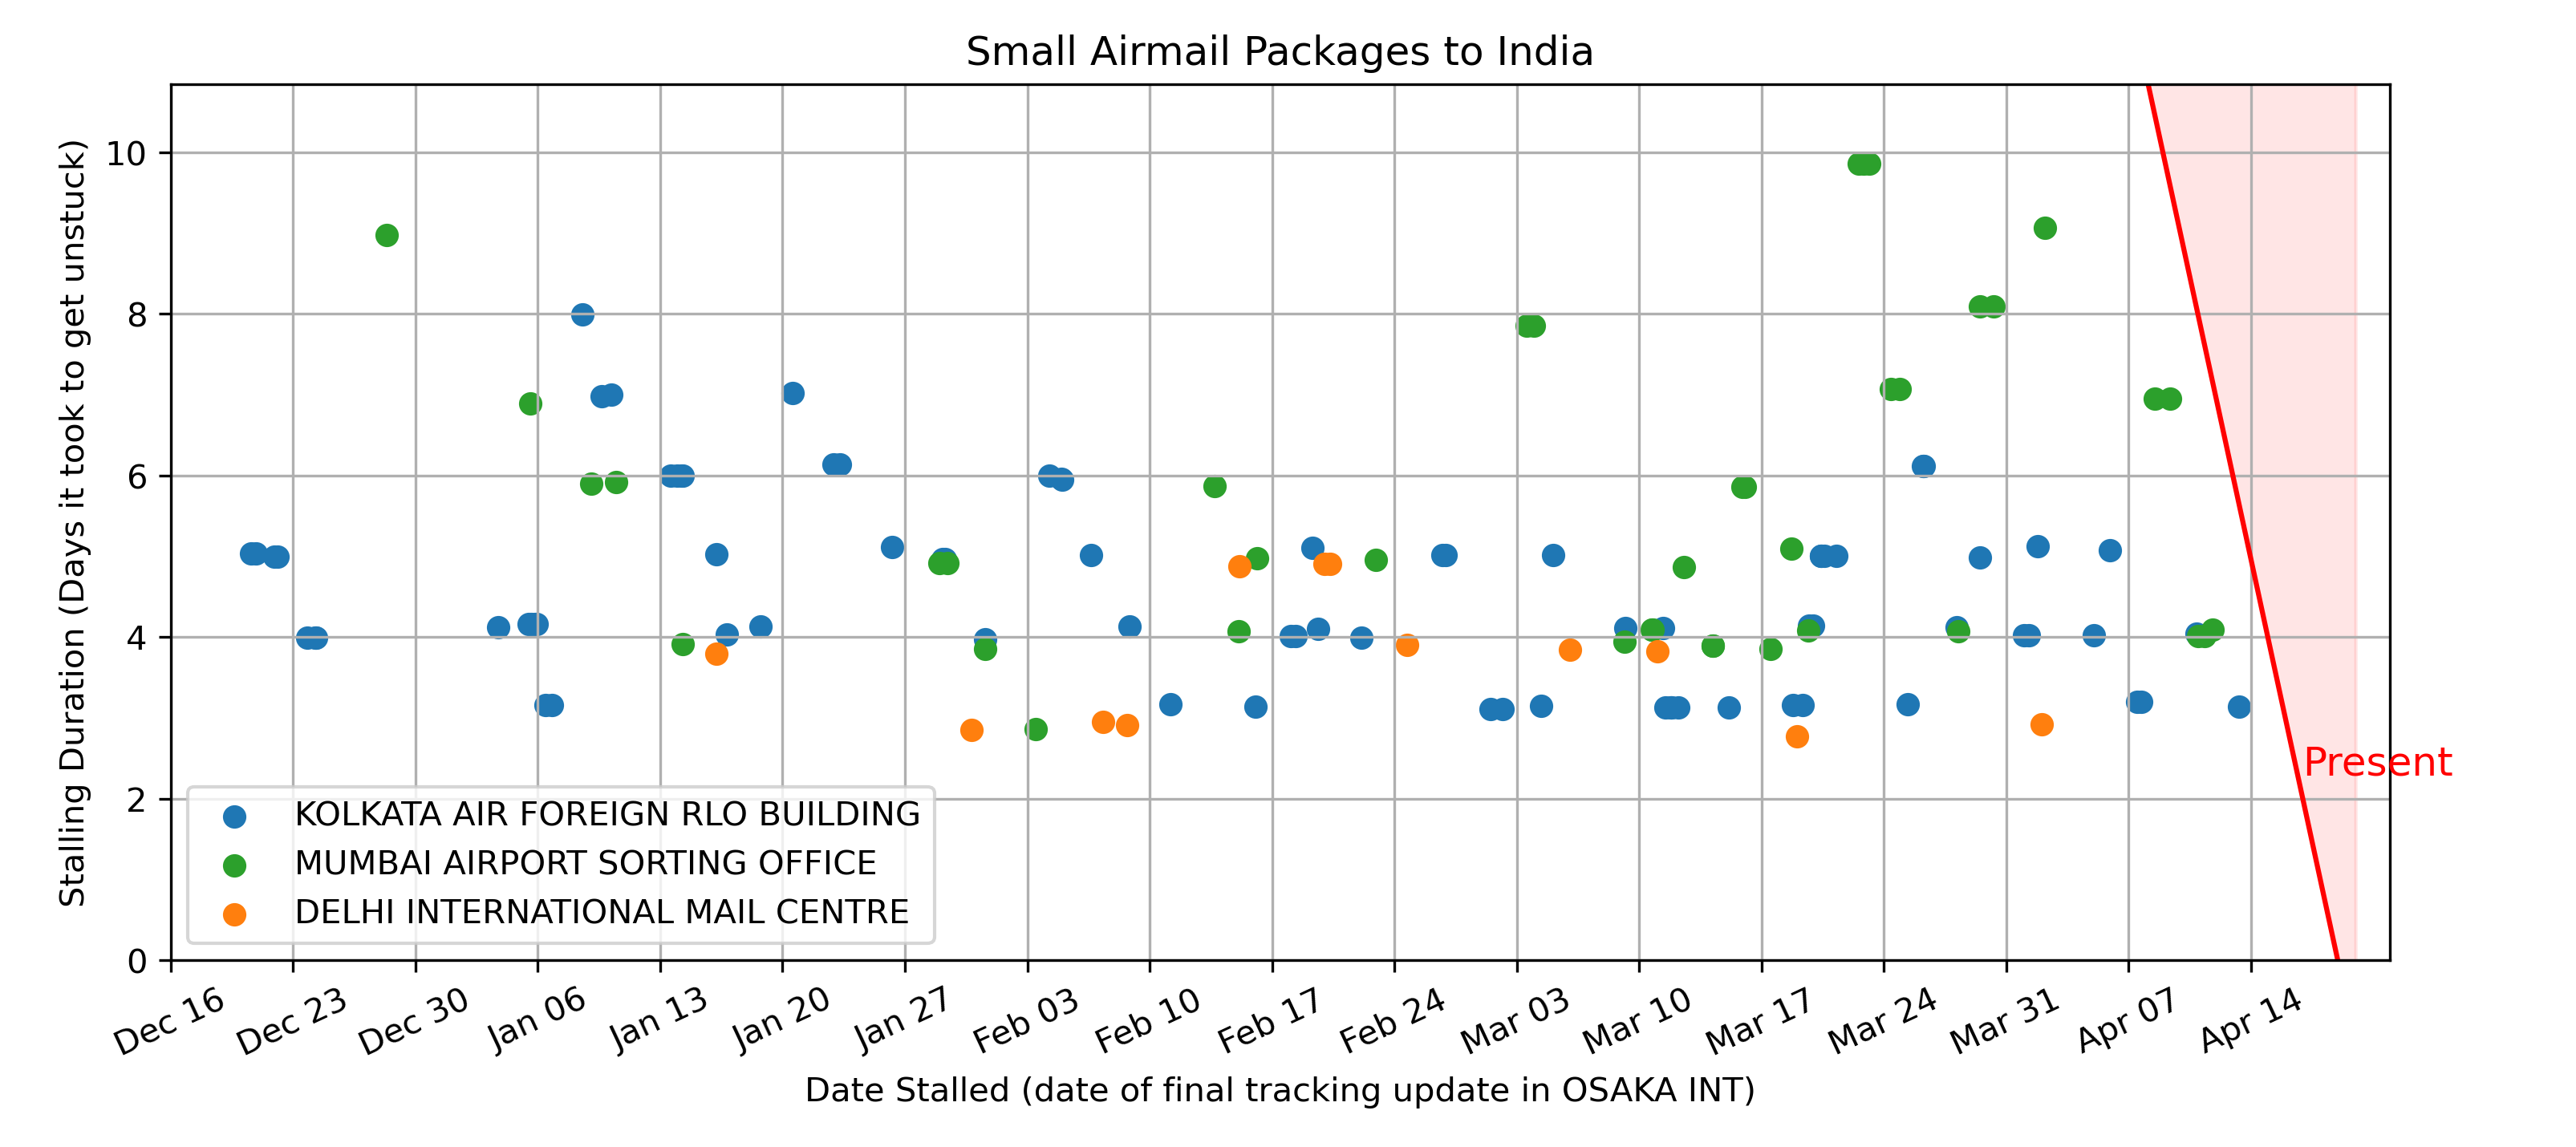 Small Airmail Packages to India
Stalling Duration (Days it took to get unstuck)
10
8
6
4
2
0
Present
KOLKATA AIR FOREIGN RLO BUILDING
MUMBAI AIRPORT SORTING OFFICE
DELHI INTERNATIONAL MAIL CENTRE
Dec 16
Dec 23
Dec 30
Jan 06
Jan 13
Jan 20
Jan 27
Feb 03
Feb 10
Feb 17
Feb 24
Mar 03
Mar 10
Mar 17
Mar 24
Mar 31
Apr 07
Apr 14
Date Stalled (date of final tracking update in OSAKA INT)